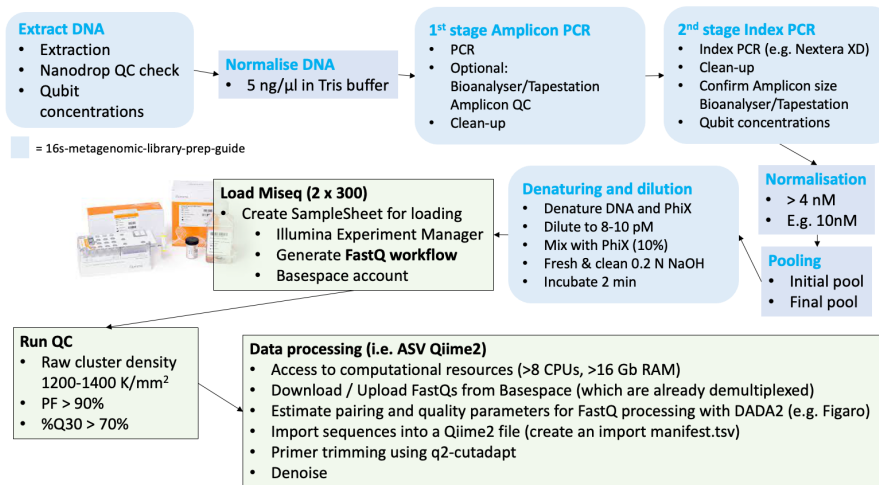 Extract DNA
• Extraction
• Nanodrop QC check
• Qubit
concentrations
Normalise DNA
• 5 ng/µl in Tris buffer
1st stage Amplicon PCR
• PCR
• Optional:
Bioanalyser/Tapestation
Amplicon QC
• Clean-up
2nd stage Index PCR
• Index PCR (e.g. Nextera XD)
• Clean-up
• Confirm Amplicon size
Bioanalyser/Tapestation
• Qubit concentrations
= 16s-metagenomic-library-prep-guide
Normalisation
• > 4 nM
• E.g. 10nM
Pooling
• Initial pool
• Final pool
Denaturing and dilution
• Denature DNA and PhiX
• Dilute to 8-10 pM
• Mix with PhiX (10%)
• Fresh & clean 0.2 N NaOH
• Incubate 2 min
Load Miseq (2 x 300)
• Create SampleSheet for loading
• Illumina Experiment Manager
• Generate FastQ workflow
• Basespace account
Run QC
• Raw cluster density
1200-1400 K/mm2
• PF > 90%
• %Q30 > 70%
Data processing (i.e. ASV Qiime2)
• Access to computational resources (>8 CPUs, >16 Gb RAM)
• Download / Upload FastQs from Basespace (which are already demultiplexed)
• Estimate pairing and quality parameters for FastQ processing with DADA2 (e.g. Figaro)
• Import sequences into a Qiime2 file (create an import manifest.tsv)
• Primer trimming using q2-cutadapt
• Denoise